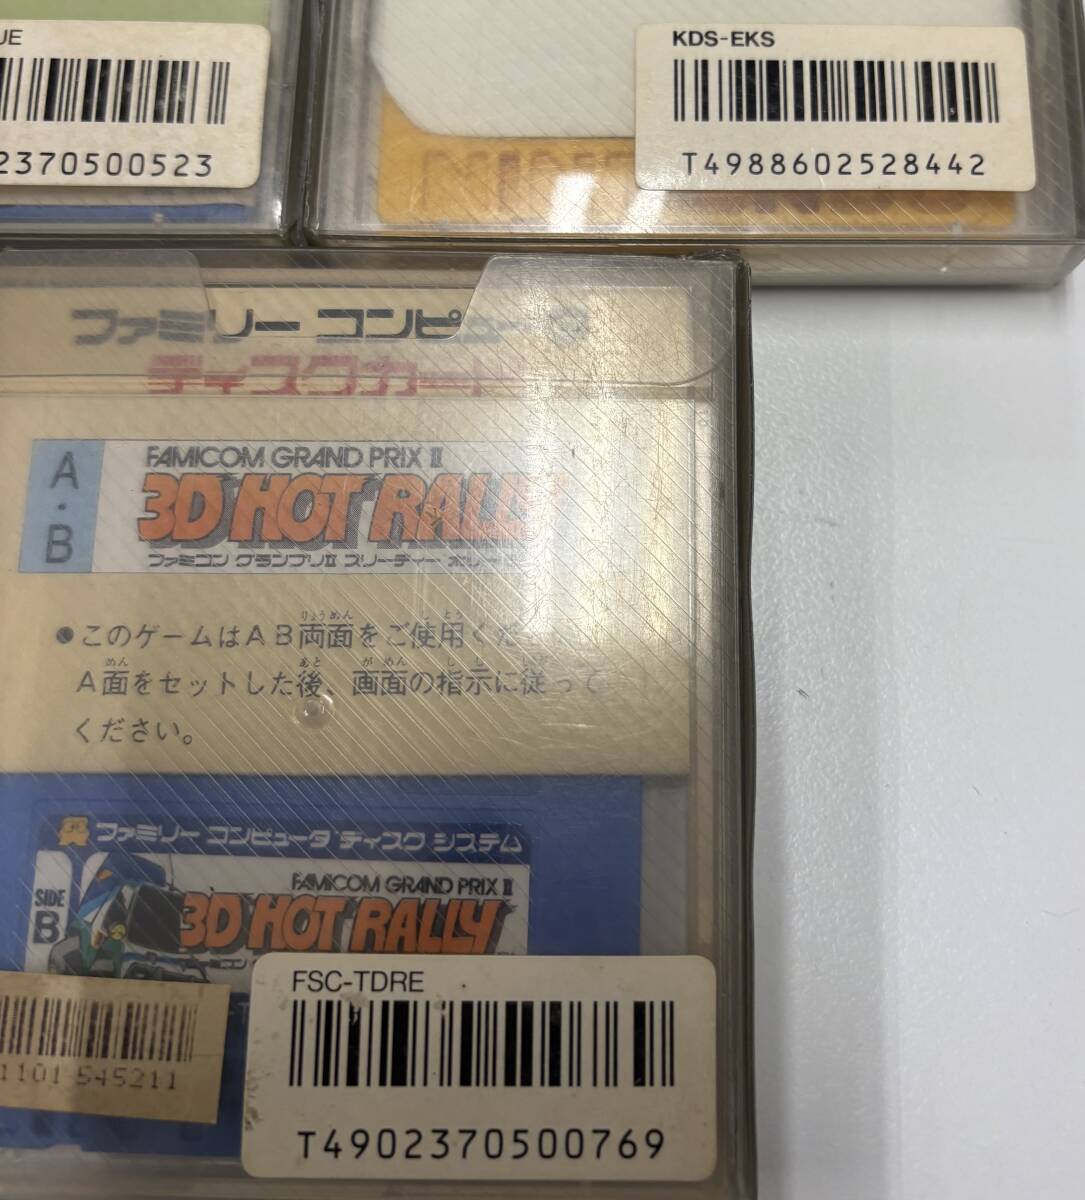 UE
2370500523
KDS-EKS
T4988602528442
ファミリー コンピュータ
ディスクカード
A・B
FAMICOM GRAND PRIX II
3D HOT RALLY
ファミコン グランプリII スリーディー ホット
●このゲームはAB両面をご使用くだ
A面をセットした後、画面の指示に従って
ください。
ファミリー コンピュータ ディスク システム
SIDE B
FAMICOM GRAND PRIX II
3D HOT RALLY
1101 545211
FSC-TDRE
T4902370500769